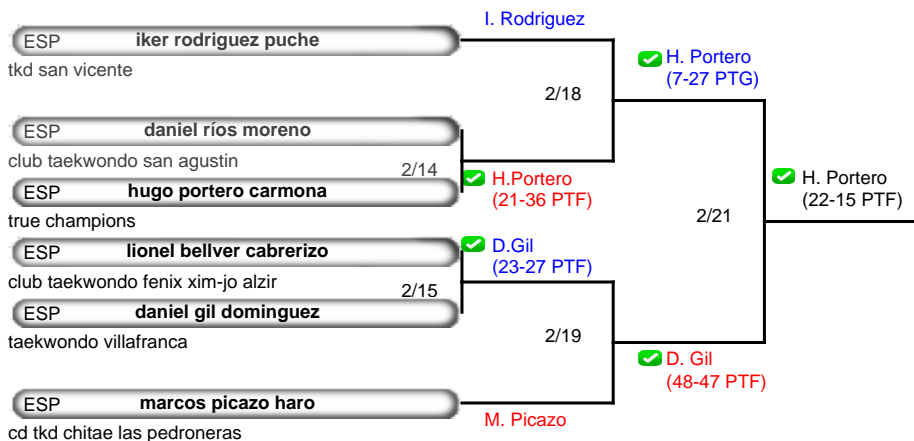 I. Rodriguez
ESP iker rodriguez puche
tkd san vicente
H. Portero
(7-27 PTG)
2/18
ESP daniel ríos moreno
club taekwondo san agustin
2/14
H.Portero
(21-36 PTF)
ESP hugo portero carmona
true champions
H. Portero
(22-15 PTF)
2/21
ESP lionel bellver cabrerizo
D.Gil
(23-27 PTF)
club taekwondo fenix xim-jo alzir
2/15
ESP daniel gil dominguez
taekwondo villafranca
2/19
D. Gil
(48-47 PTF)
ESP marcos picazo haro
M. Picazo
cd tkd chitae las pedroneras